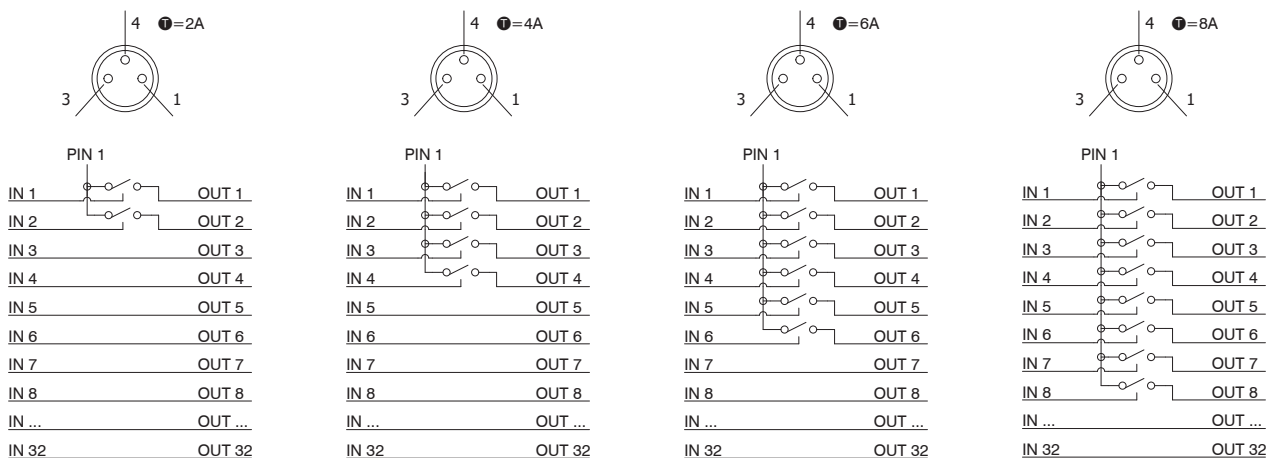 4 🅣=2A
3 1
PIN 1
IN 1 OUT 1
IN 2 OUT 2
IN 3 OUT 3
IN 4 OUT 4
IN 5 OUT 5
IN 6 OUT 6
IN 7 OUT 7
IN 8 OUT 8
IN ... OUT ...
IN 32 OUT 32
4 🅣=4A
3 1
PIN 1
IN 1 OUT 1
IN 2 OUT 2
IN 3 OUT 3
IN 4 OUT 4
IN 5 OUT 5
IN 6 OUT 6
IN 7 OUT 7
IN 8 OUT 8
IN ... OUT ...
IN 32 OUT 32
4 🅣=6A
3 1
PIN 1
IN 1 OUT 1
IN 2 OUT 2
IN 3 OUT 3
IN 4 OUT 4
IN 5 OUT 5
IN 6 OUT 6
IN 7 OUT 7
IN 8 OUT 8
IN ... OUT ...
IN 32 OUT 32
4 🅣=8A
3 1
PIN 1
IN 1 OUT 1
IN 2 OUT 2
IN 3 OUT 3
IN 4 OUT 4
IN 5 OUT 5
IN 6 OUT 6
IN 7 OUT 7
IN 8 OUT 8
IN ... OUT ...
IN 32 OUT 32